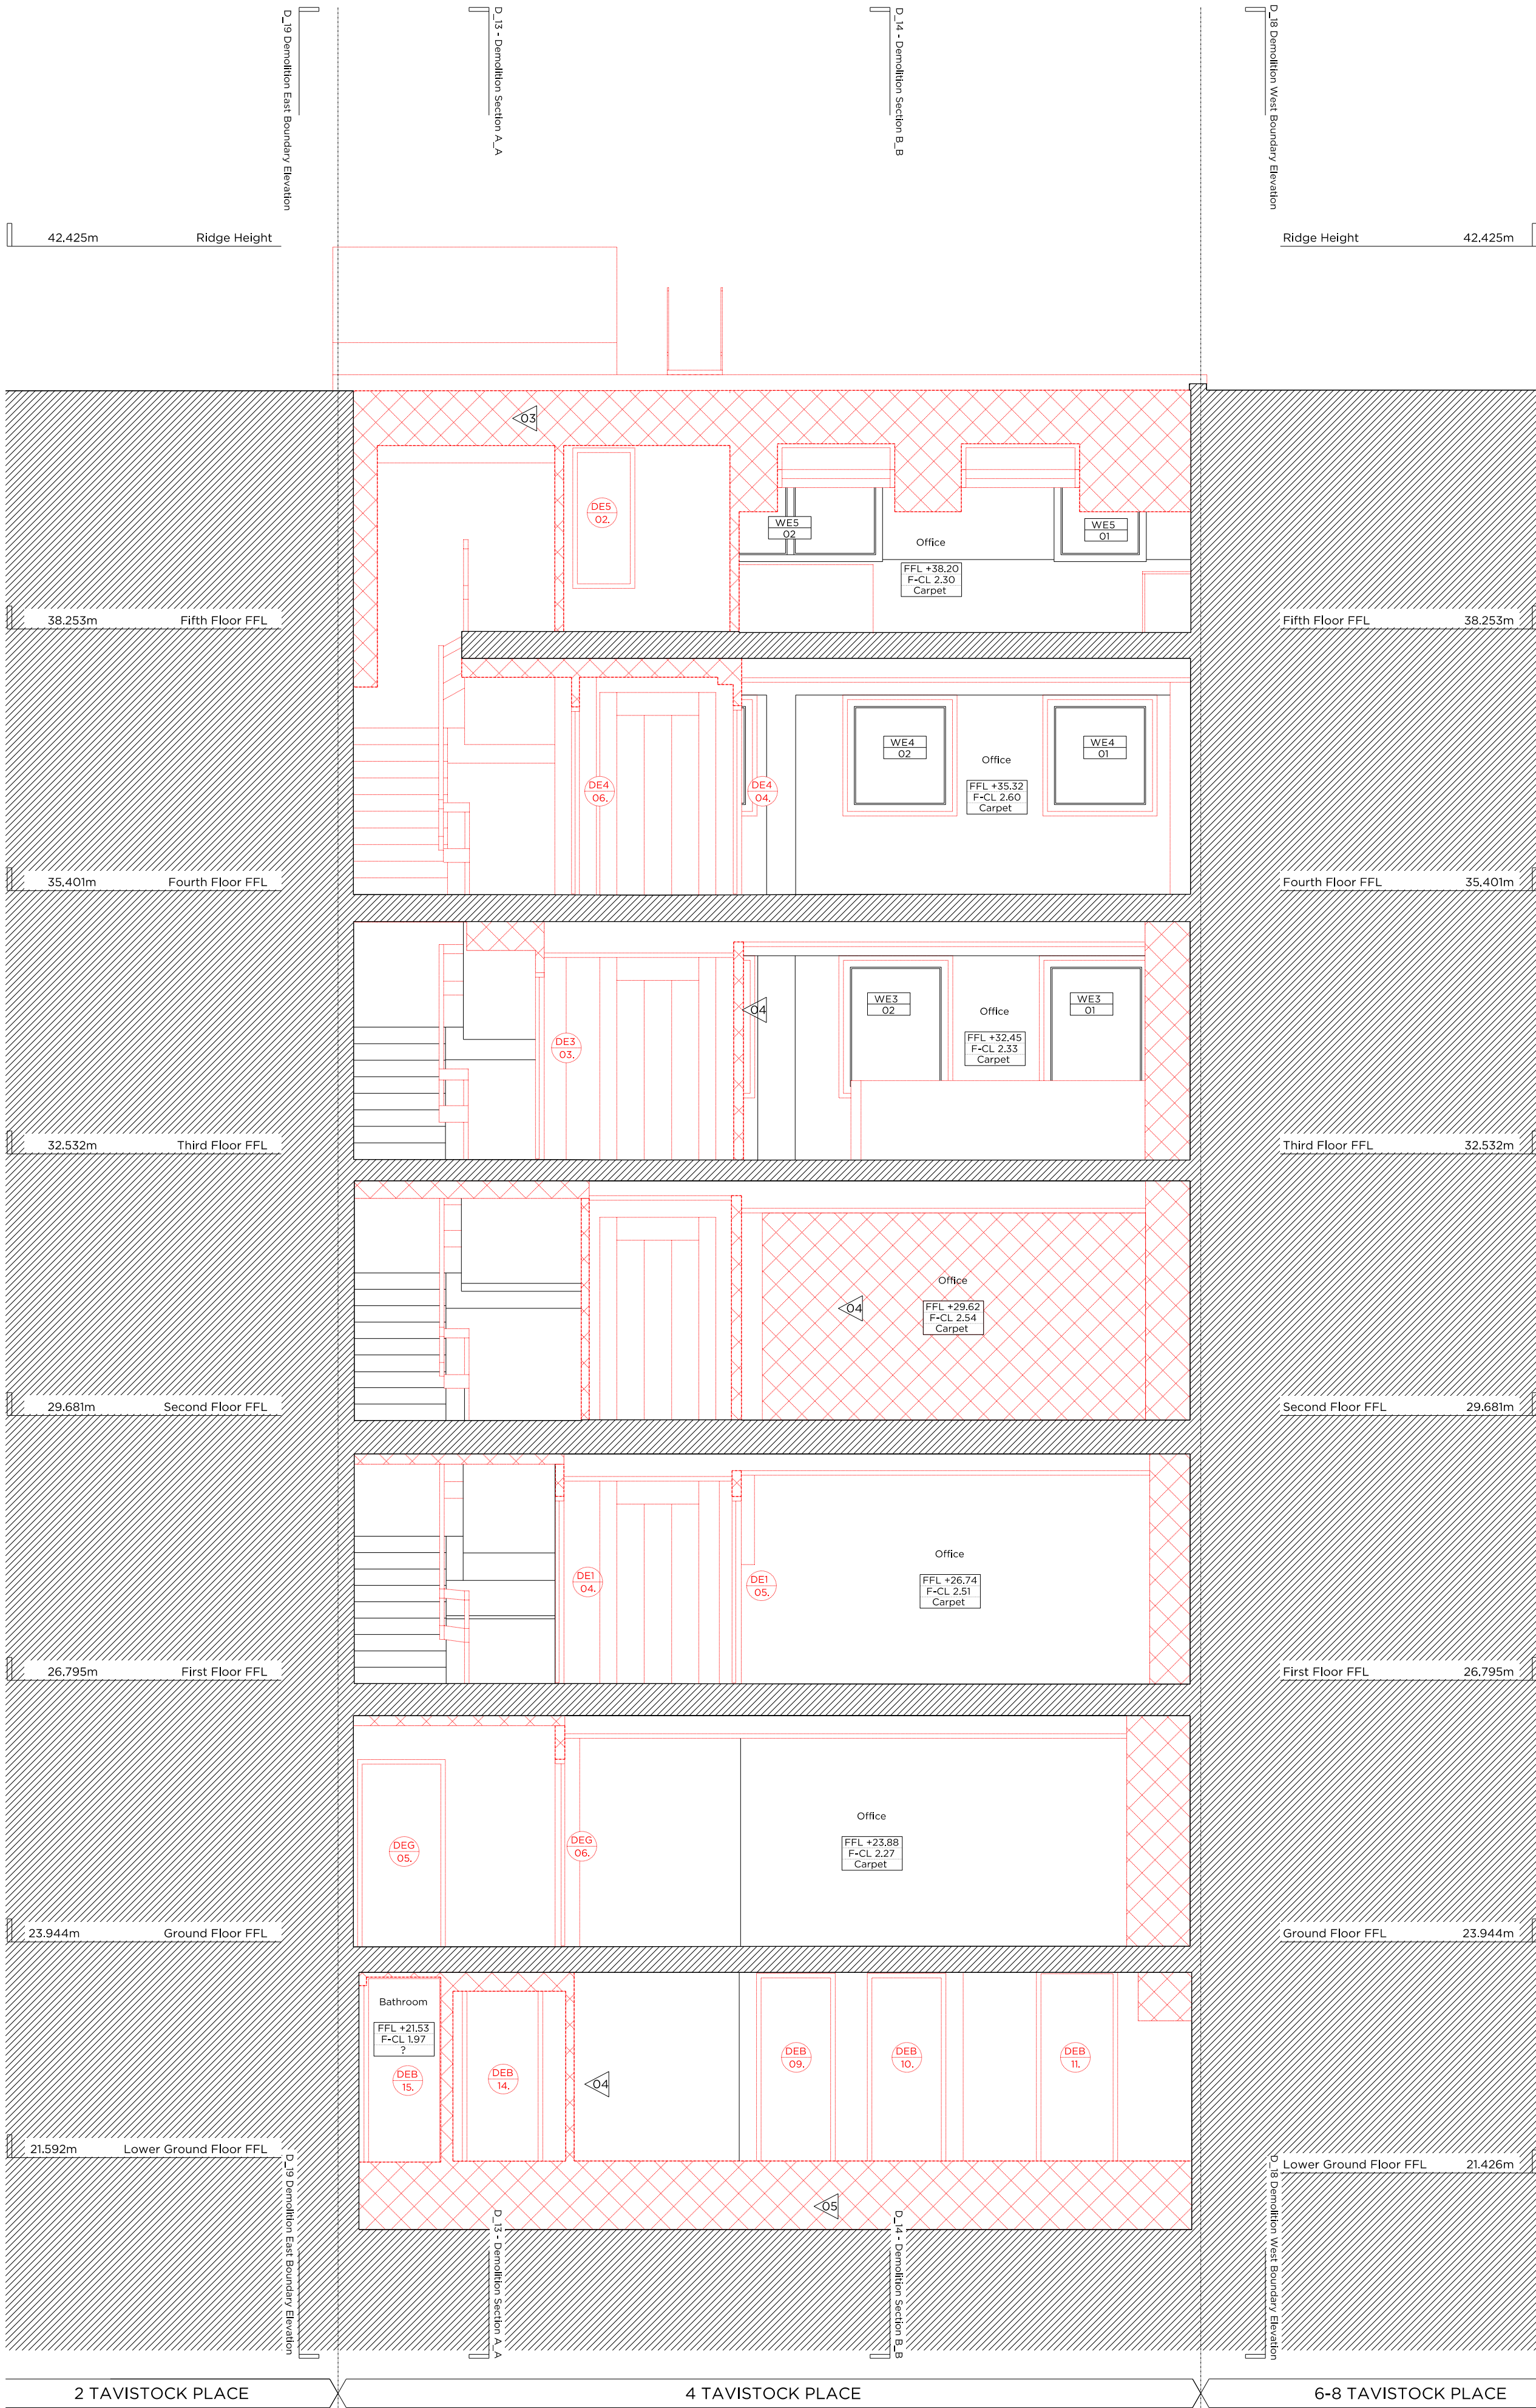 D_19 Demolition East Boundary Elevation
D_13 - Demolition Section A_A
D_14 - Demolition Section B_B
D_18 Demolition West Boundary Elevation
42.425m Ridge Height
Ridge Height 42.425m
03
DE5
02.
WE5
02
WE5
01
Office
FFL +38.20
F-CL 2.30
Carpet
38.253m Fifth Floor FFL
Fifth Floor FFL 38.253m
WE4
02
WE4
01
Office
DE4
06.
DE4
04.
FFL +35.32
F-CL 2.60
Carpet
35.401m Fourth Floor FFL
Fourth Floor FFL 35.401m
WE3
02
WE3
01
04
Office
DE3
03.
FFL +32.45
F-CL 2.33
Carpet
32.532m Third Floor FFL
Third Floor FFL 32.532m
Office
04
FFL +29.62
F-CL 2.54
Carpet
29.681m Second Floor FFL
Second Floor FFL 29.681m
Office
DE1
04.
DE1
05.
FFL +26.74
F-CL 2.51
Carpet
26.795m First Floor FFL
First Floor FFL 26.795m
Office
DEG
05.
DEG
06.
FFL +23.88
F-CL 2.27
Carpet
23.944m Ground Floor FFL
Ground Floor FFL 23.944m
Bathroom
FFL +21.53
F-CL 1.97
?
DEB
15.
DEB
14.
04
DEB
09.
DEB
10.
DEB
11.
21.592m Lower Ground Floor FFL
Lower Ground Floor FFL 21.426m
05
D_19 Demolition East Boundary Elevation
D_13 - Demolition Section A_A
D_14 - Demolition Section B_B
D_18 Demolition West Boundary Elevation
2 TAVISTOCK PLACE
4 TAVISTOCK PLACE
6-8 TAVISTOCK PLACE